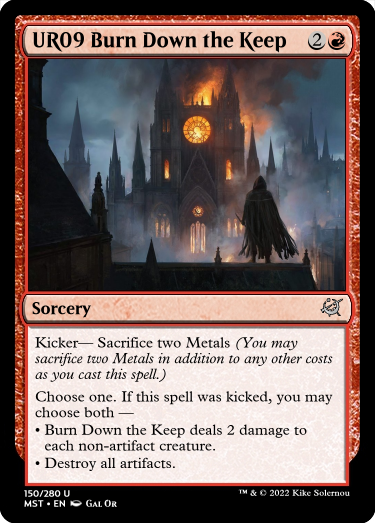 UR09 Burn Down the Keep 2
Sorcery
Kicker— Sacrifice two Metals (You may
sacrifice two Metals in addition to any other costs
as you cast this spell.)
Choose one. If this spell was kicked, you may
choose both —
• Burn Down the Keep deals 2 damage to
each non-artifact creature.
• Destroy all artifacts.
150/280 U
MST • EN Gal Or
™ & © 2022 Kike Solernou